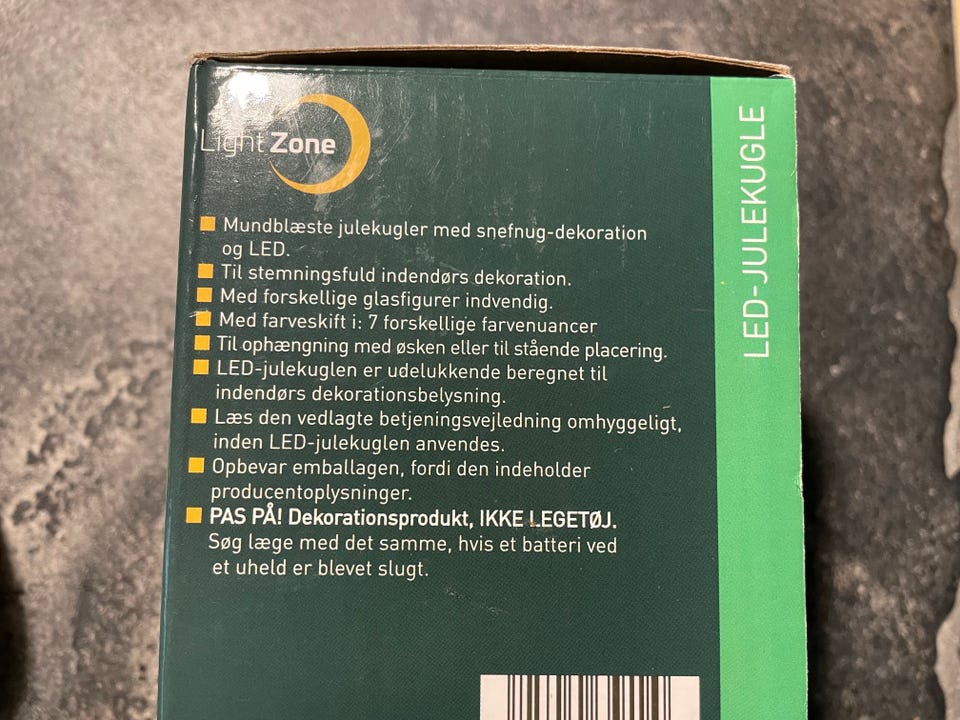 Light Zone
Mundblæste julekugler med snefnug-dekoration
og LED.
Til stemningsfuld indendørs dekoration.
Med forskellige glasfigurer indvendig.
Med farveskift i: 7 forskellige farvenuancer
Til ophængning med øsken eller til stående placering.
LED-julekuglen er udelukkende beregnet til
indendørs dekorationsbelysning.
Læs den vedlagte betjeningsvejledning omhyggeligt,
inden LED-julekuglen anvendes.
Opbevar emballagen, fordi den indeholder
producentoplysninger.
PAS PÅ! Dekorationsprodukt, IKKE LEGETØJ.
Søg læge med det samme, hvis et batteri ved
et uheld er blevet slugt.
LED-JULEKUGLE